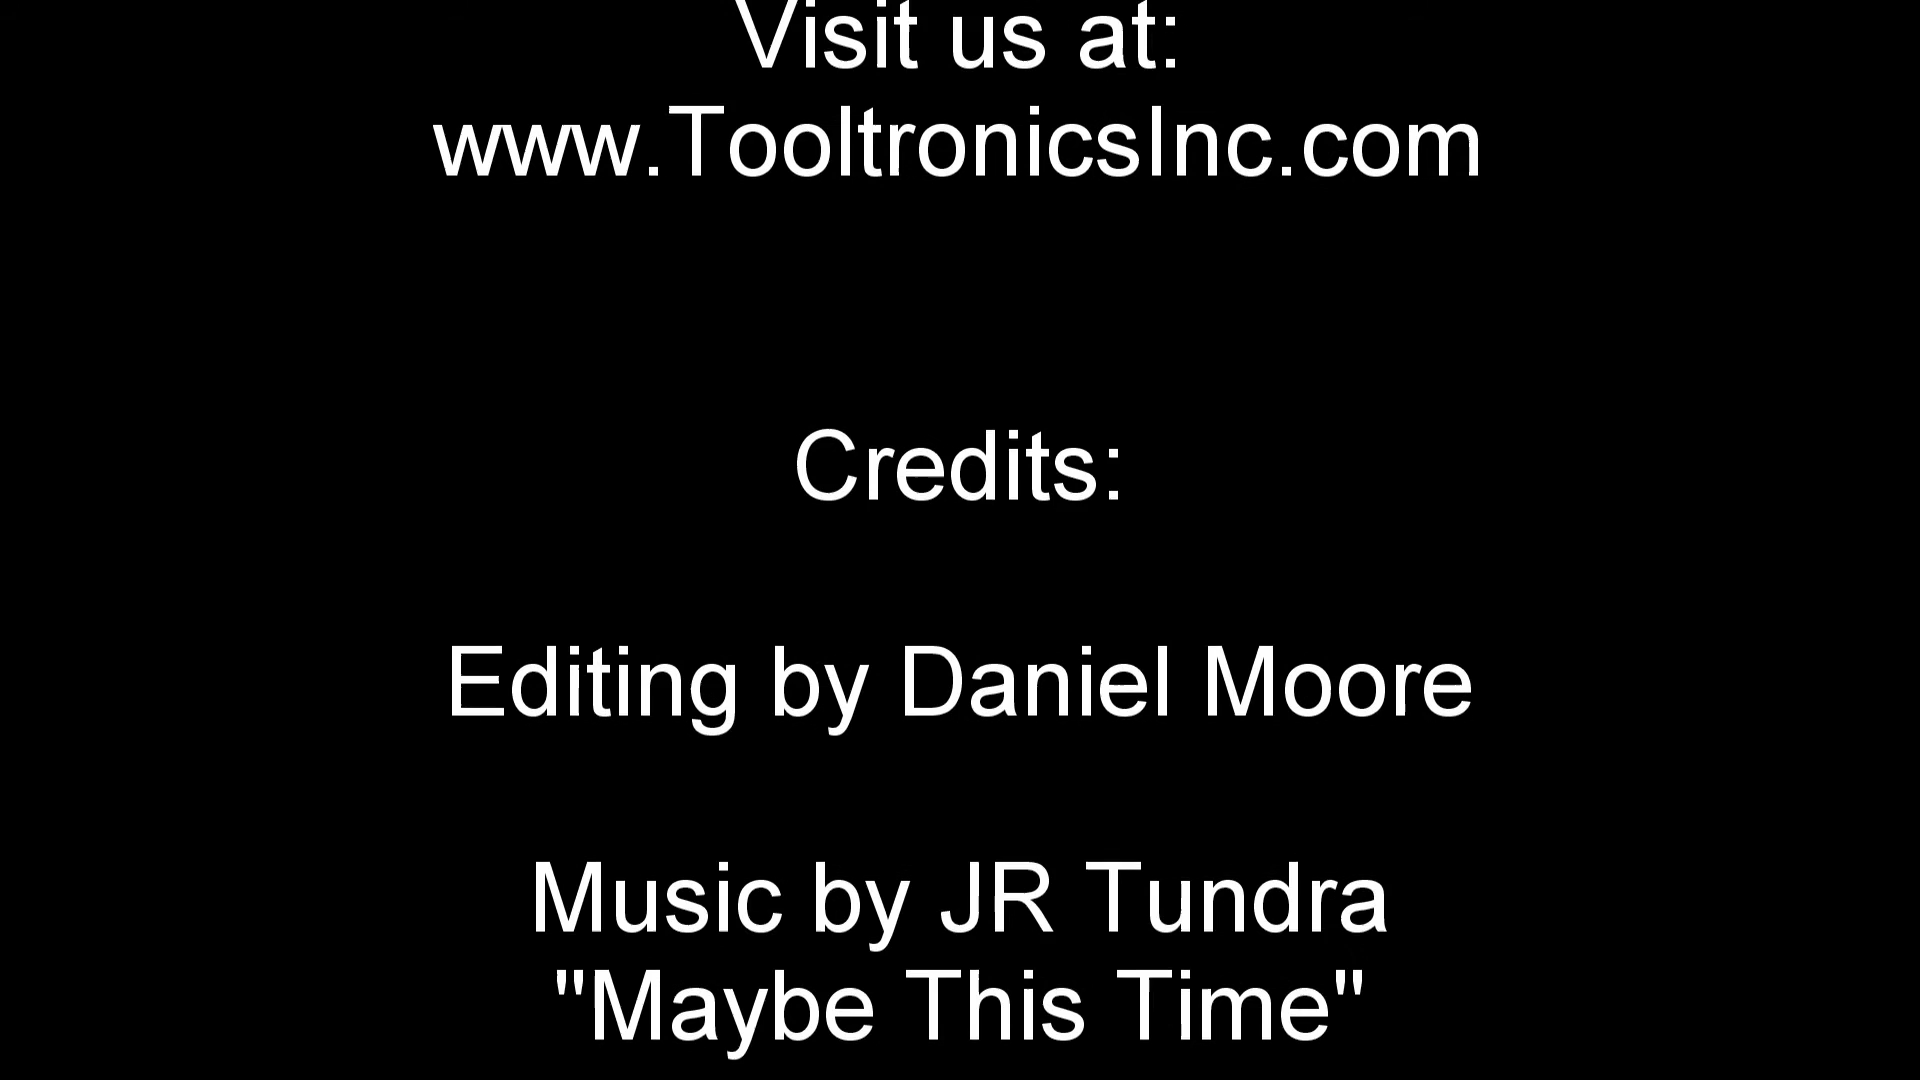 Visit us at:
www.TooltronicsInc.com
Credits:
Editing by Daniel Moore
Music by JR Tundra
"Maybe This Time"